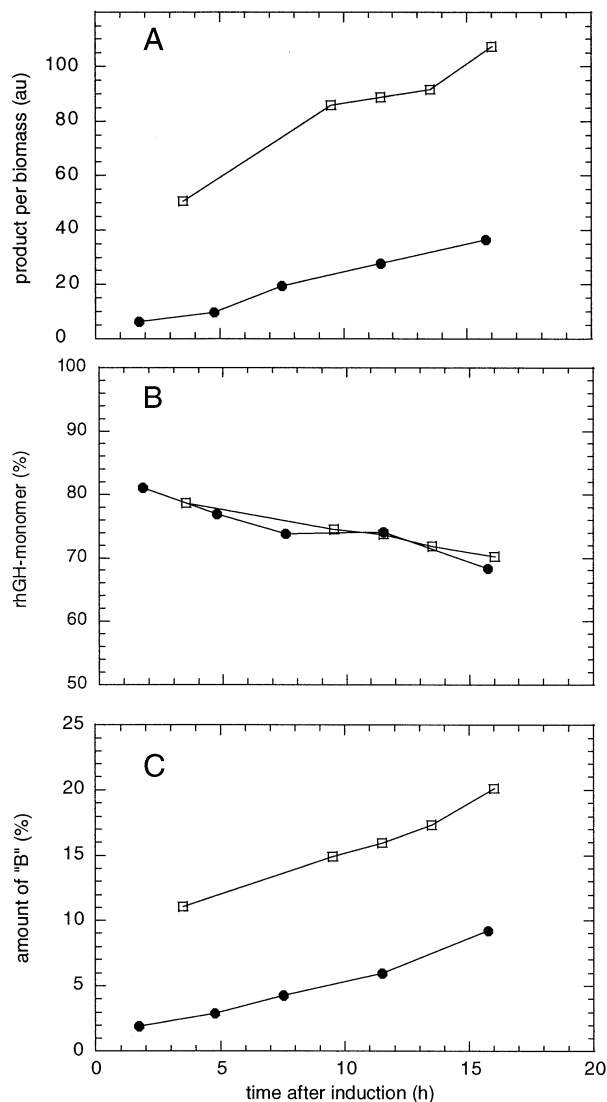 A
100
80
60
40
20
0
product per biomass (au)
B
100
90
80
70
60
50
rhGH-monomer (%)
C
25
20
15
10
5
0
amount of "B" (%)
0 5 10 15 20
time after induction (h)